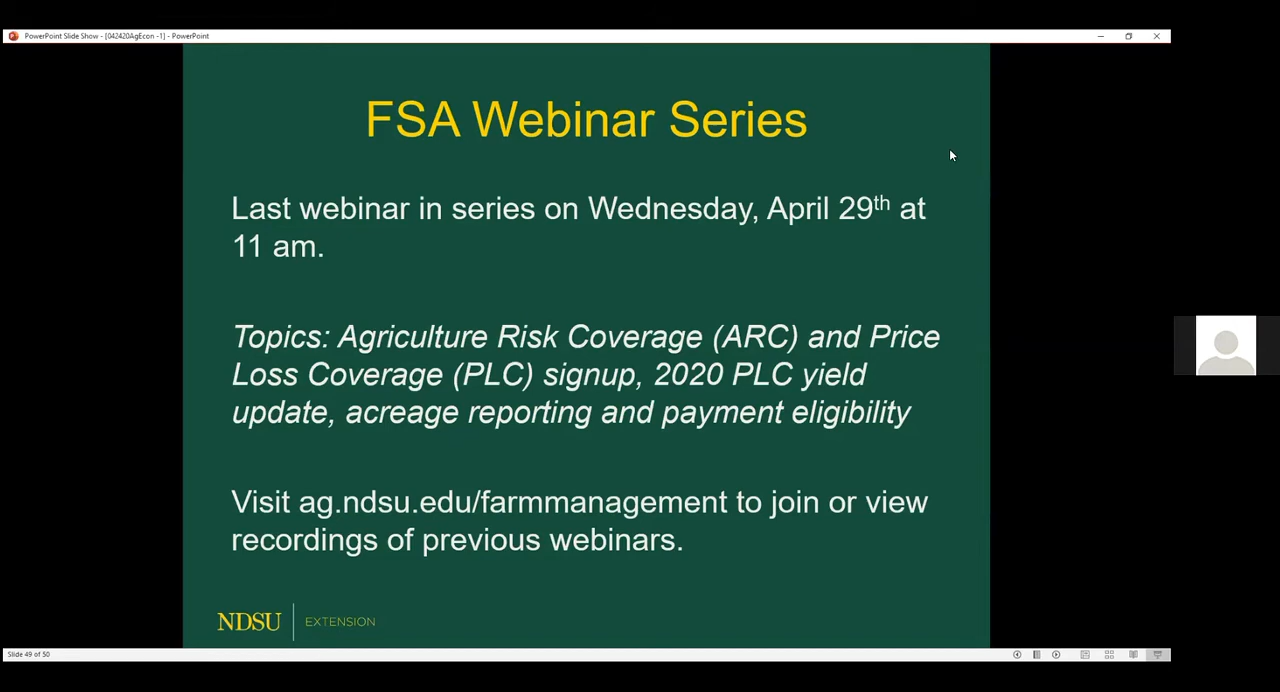 PowerPoint Slide Show - [042420AgEcon -1] - PowerPoint
FSA Webinar Series
Last webinar in series on Wednesday, April 29th at
11 am.
Topics: Agriculture Risk Coverage (ARC) and Price
Loss Coverage (PLC) signup, 2020 PLC yield
update, acreage reporting and payment eligibility
Visit ag.ndsu.edu/farmmanagement to join or view
recordings of previous webinars.
NDSU EXTENSION
Slide 49 of 50